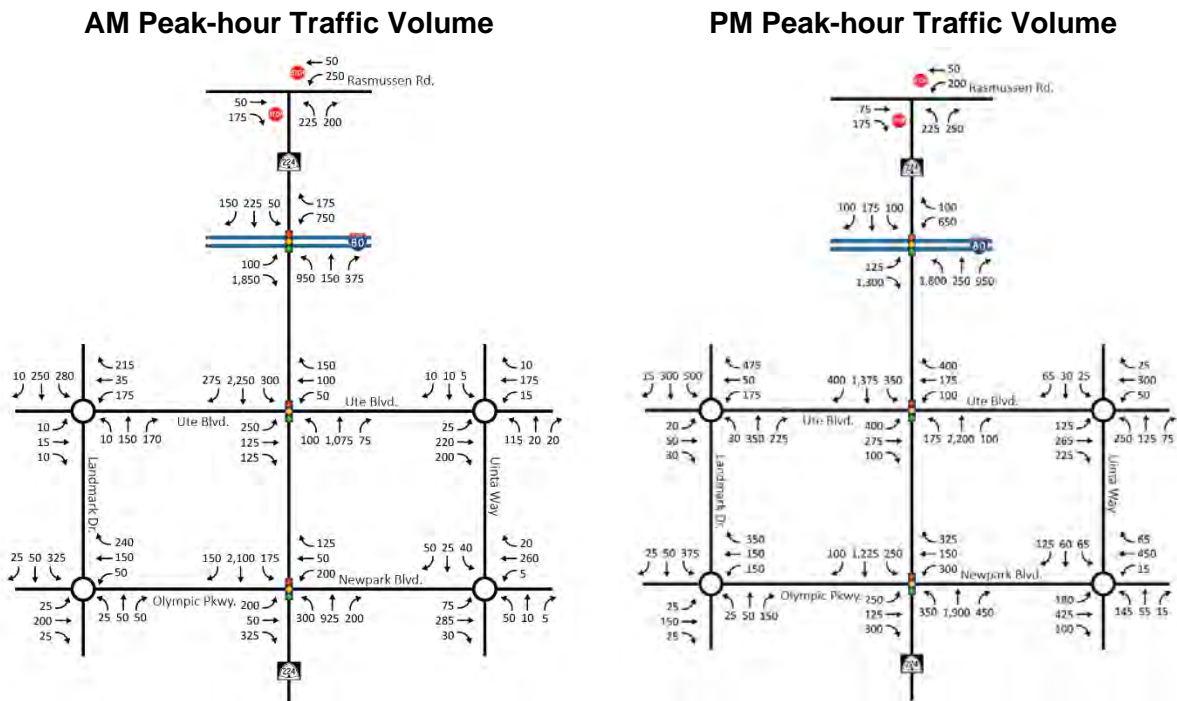 AM Peak-hour Traffic Volume
STOP
50
250
Rasmussen Rd.
50
175
STOP
225 200
224
150 225 50
175
750
80
100
1,850
950 150 375
10 250 280
215
35
175
275 2,250 300
150
100
50
Ute Blvd.
10 10 5
10
175
15
10
15
10
10 150 170
Ute Blvd.
250
125
125
100 1,075 75
25
220
200
115 20 20
Landmark Dr.
Uinta Way
25 50 325
240
150
50
150 2,100 175
125
50
200
Newpark Blvd.
50 25 40
20
260
5
25
200
25
25 50 50
Olympic Pkwy.
200
50
325
300 925 200
75
285
30
50 10 5
224
PM Peak-hour Traffic Volume
STOP
50
200
Rasmussen Rd.
75
175
STOP
225 250
224
100 175 100
100
650
80
125
1,300
1,800 250 950
15 300 500
475
50
175
400 1,375 350
400
175
100
Ute Blvd.
65 30 25
25
300
50
20
50
30
30 350 225
Ute Blvd.
400
275
100
175 2,200 100
125
265
225
250 125 75
Landmark Dr.
Uinta Way
25 50 375
350
150
150
100 1,225 250
325
150
300
Newpark Blvd.
125 60 65
65
450
15
25
150
25
25 50 150
Olympic Pkwy.
250
125
300
350 1,900 450
180
425
100
145 55 15
224